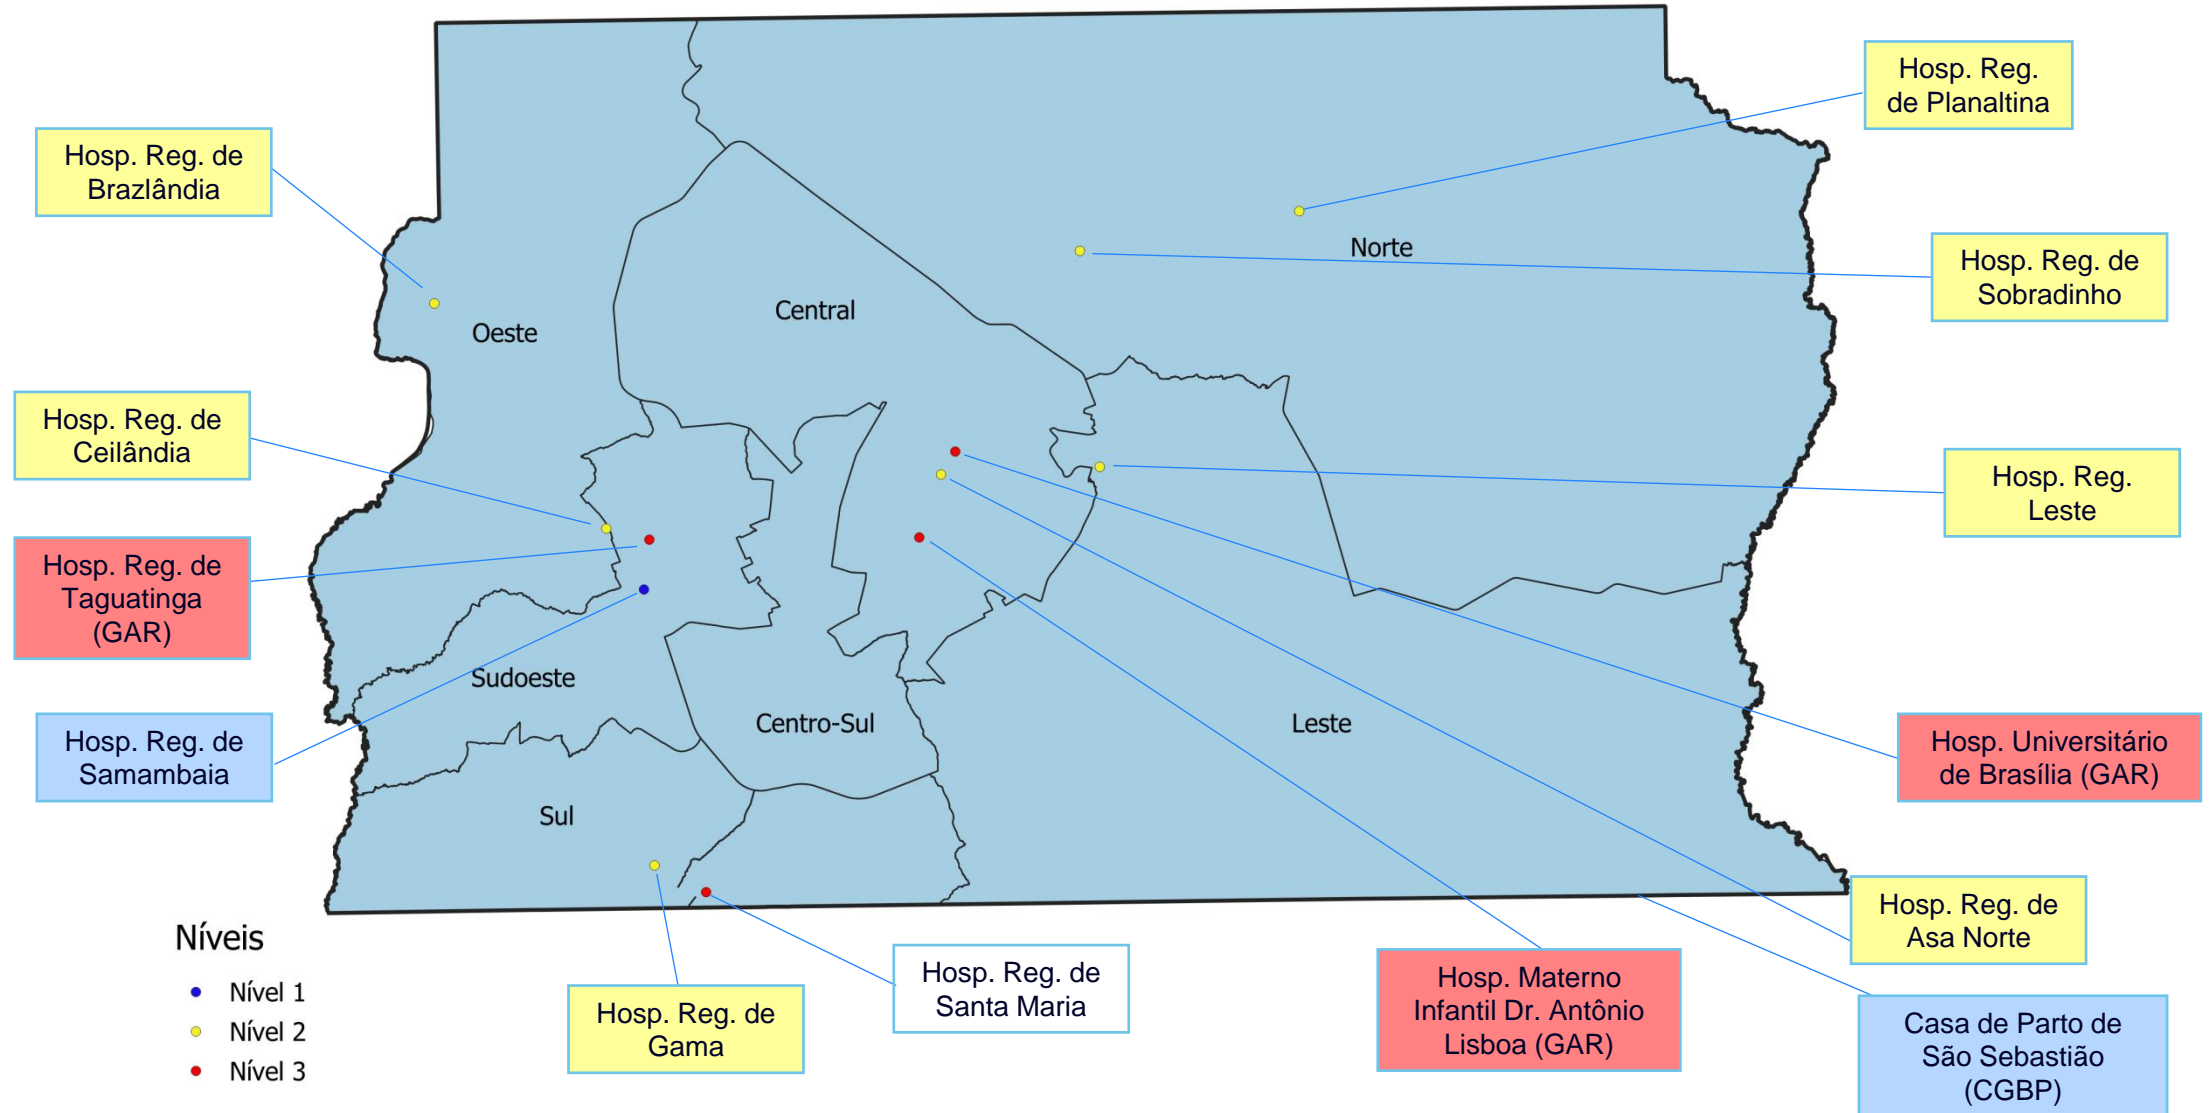 Hosp. Reg.
de Planaltina
Hosp. Reg. de
Brazlândia
Norte
Hosp. Reg. de
Sobradinho
Central
Oeste
Hosp. Reg. de
Ceilândia
Hosp. Reg.
Leste
Hosp. Reg. de
Taguatinga
(GAR)
Sudoeste
Hosp. Reg. de
Samambaia
Centro-Sul
Leste
Hosp. Universitário
de Brasília (GAR)
Sul
Hosp. Reg. de
Asa Norte
Níveis
Nível 1
Nível 2
Nível 3
Hosp. Reg. de
Gama
Hosp. Reg. de
Santa Maria
Hosp. Materno
Infantil Dr. Antônio
Lisboa (GAR)
Casa de Parto de
São Sebastião
(CGBP)